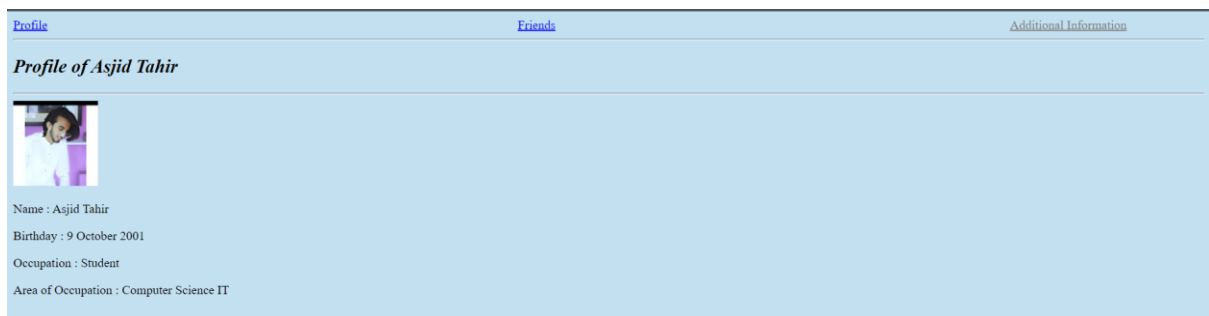 Profile Friends Additional Information
Profile of Asjid Tahir
Name : Asjid Tahir
Birthday : 9 October 2001
Occupation : Student
Area of Occupation : Computer Science IT